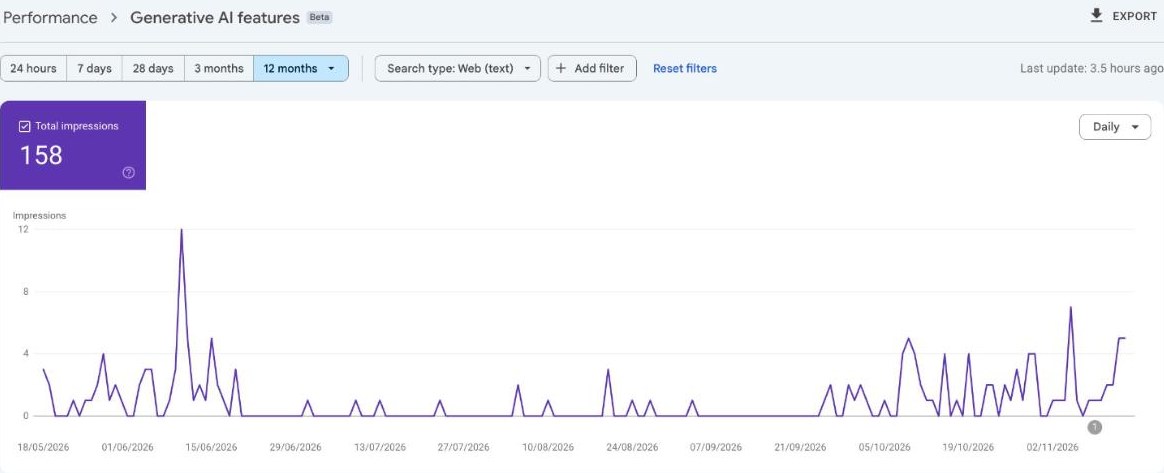 Performance > Generative AI features Beta
EXPORT
24 hours 7 days 28 days 3 months 12 months
Search type: Web (text)
+ Add filter
Reset filters
Last update: 3.5 hours ago
Total impressions
158
Daily
Impressions
12
8
4
0
1
18/05/2026 01/06/2026 15/06/2026 29/06/2026 13/07/2026 27/07/2026 10/08/2026 24/08/2026 07/09/2026 21/09/2026 05/10/2026 19/10/2026 02/11/2026